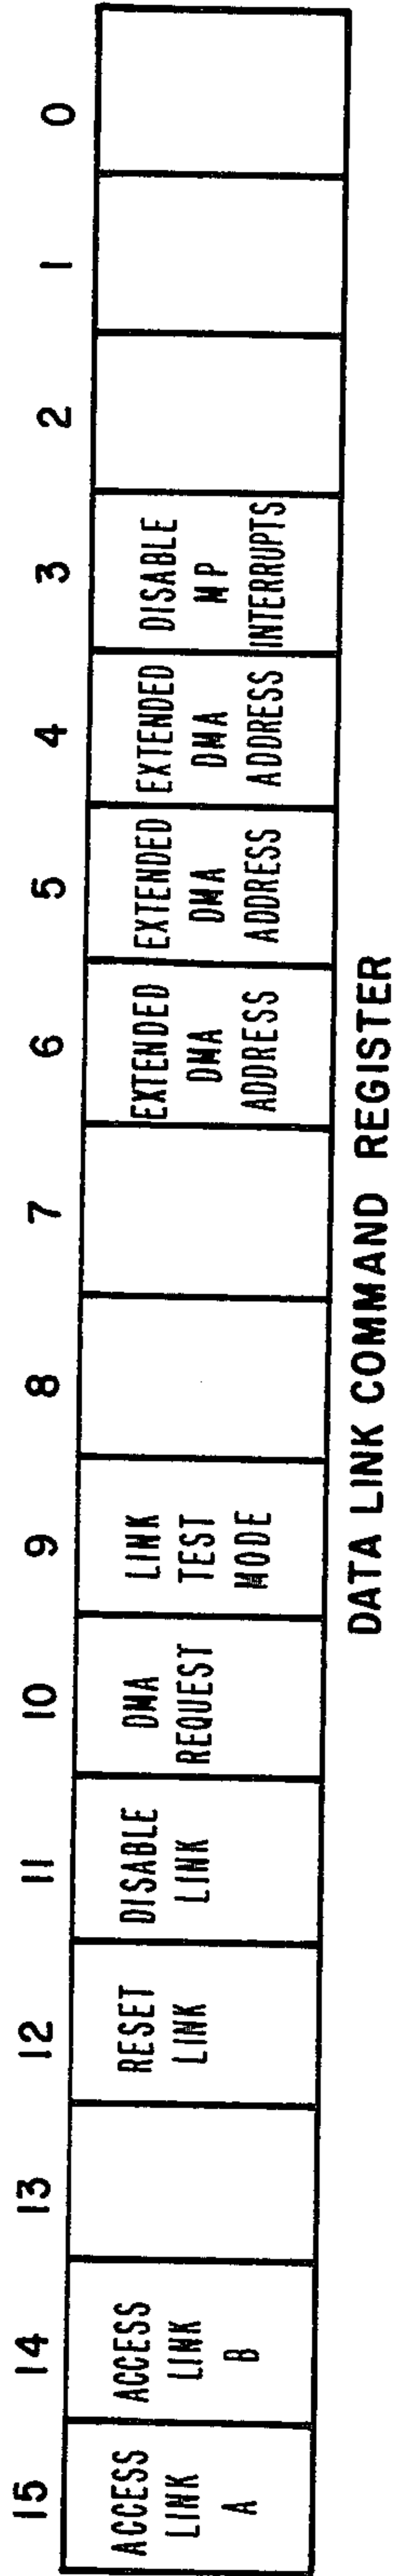 15 14 13 12 11 10 9 8 7 6 5 4 3 2 1 0
ACCESS
LINK
A
ACCESS
LINK
B
RESET
LINK
DISABLE
LINK
DMA
REQUEST
LINK
TEST
MODE
EXTENDED
DMA
ADDRESS
EXTENDED
DMA
ADDRESS
EXTENDED
DMA
ADDRESS
DISABLE
MP
INTERRUPTS
DATA LINK COMMAND REGISTER